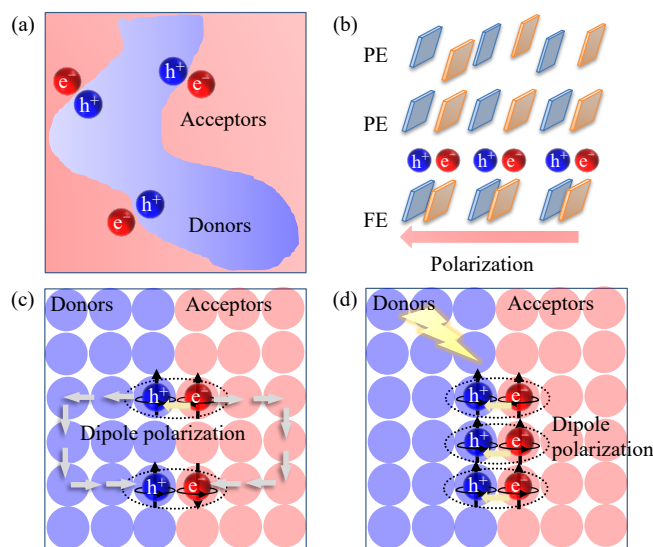 (a)
e⁻
h⁺
h⁺
e⁻
Acceptors
h⁺
e⁻
Donors
(b)
PE
PE
h⁺ e⁻ h⁺ e⁻ h⁺ e⁻
FE
Polarization
(c)
Donors Acceptors
h⁺ e⁻
Dipole polarization
h⁺ e⁻
(d)
Donors Acceptors
h⁺ e⁻
h⁺ e⁻
Dipole
polarization
h⁺ e⁻